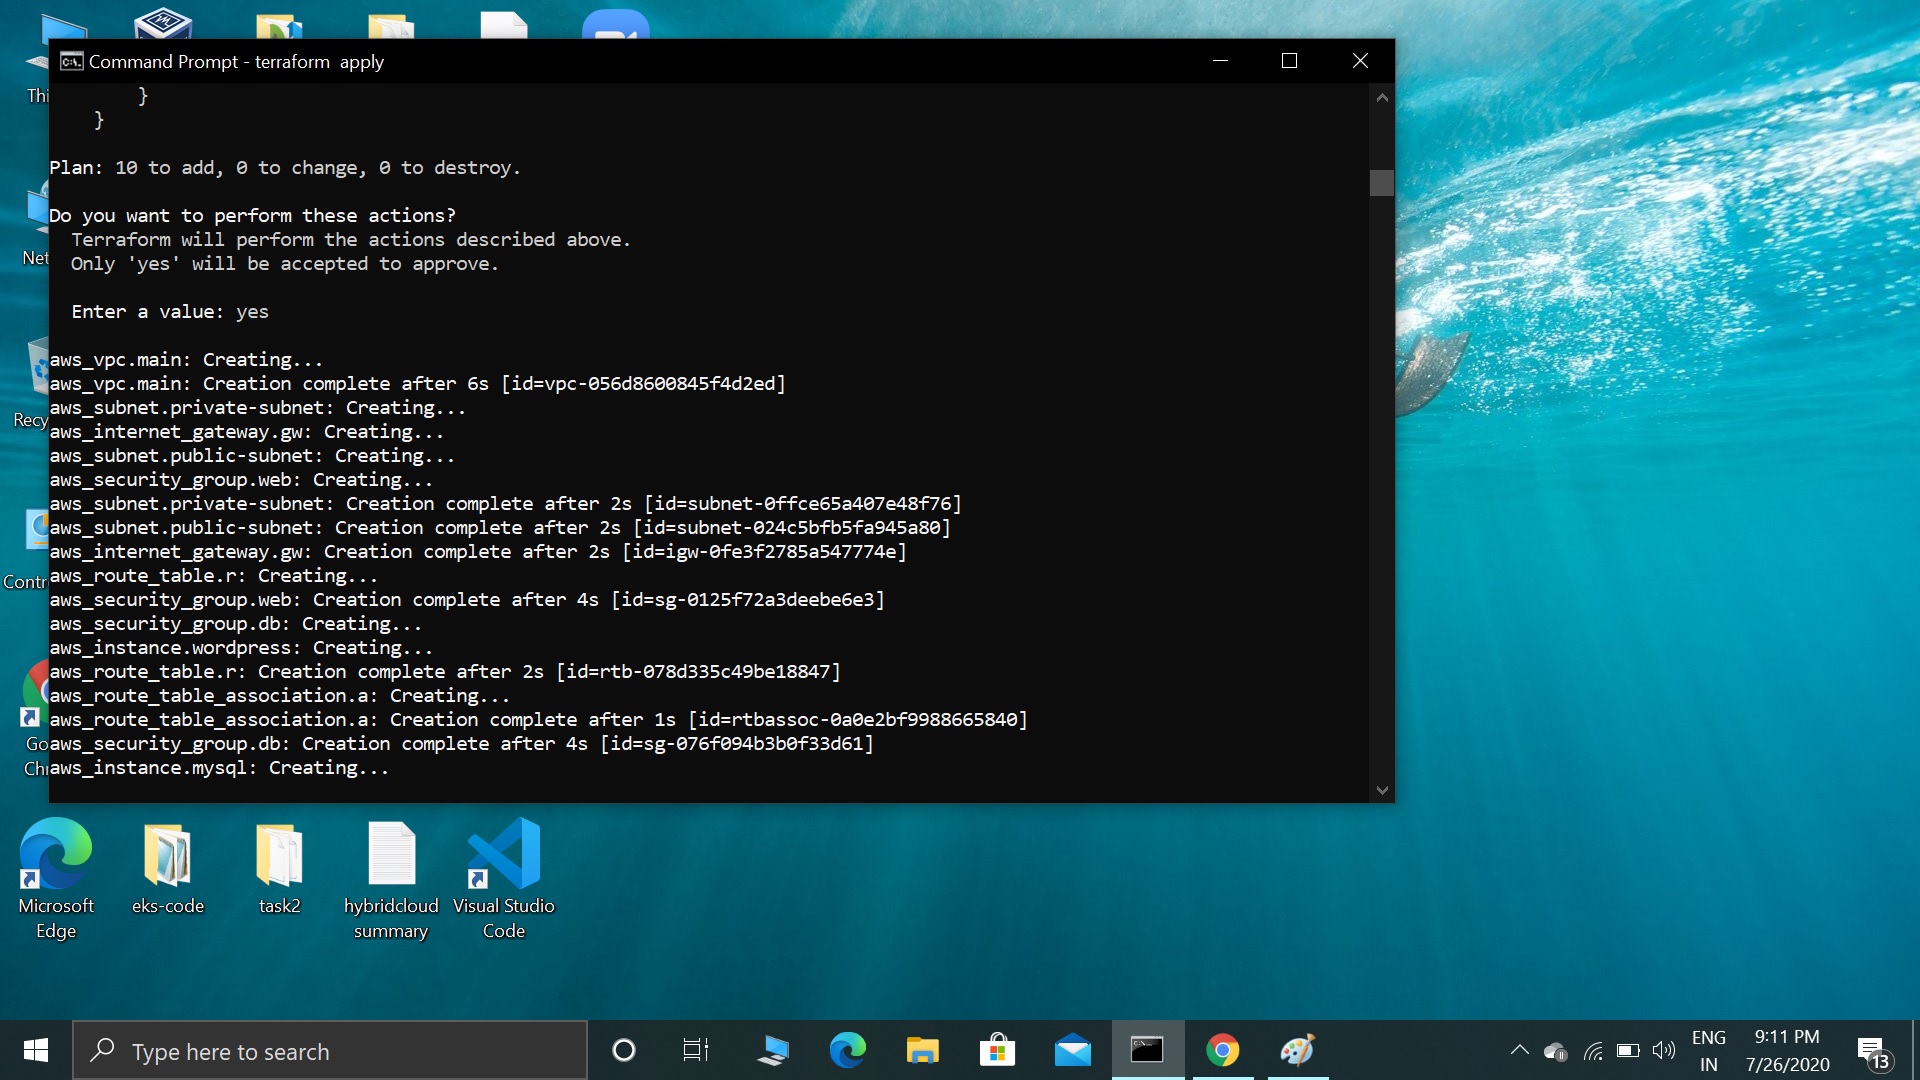 Command Prompt - terraform  apply
        }
    }
Plan: 10 to add, 0 to change, 0 to destroy.
Do you want to perform these actions?
  Terraform will perform the actions described above.
  Only 'yes' will be accepted to approve.
  Enter a value: yes
aws_vpc.main: Creating...
aws_vpc.main: Creation complete after 6s [id=vpc-056d8600845f4d2ed]
aws_subnet.private-subnet: Creating...
aws_internet_gateway.gw: Creating...
aws_subnet.public-subnet: Creating...
aws_security_group.web: Creating...
aws_subnet.private-subnet: Creation complete after 2s [id=subnet-0ffce65a407e48f76]
aws_subnet.public-subnet: Creation complete after 2s [id=subnet-024c5bfb5fa945a80]
aws_internet_gateway.gw: Creation complete after 2s [id=igw-0fe3f2785a547774e]
aws_route_table.r: Creating...
aws_security_group.web: Creation complete after 4s [id=sg-0125f72a3deebe6e3]
aws_security_group.db: Creating...
aws_instance.wordpress: Creating...
aws_route_table.r: Creation complete after 2s [id=rtb-078d335c49be18847]
aws_route_table_association.a: Creating...
aws_route_table_association.a: Creation complete after 1s [id=rtbassoc-0a0e2bf9988665840]
aws_security_group.db: Creation complete after 4s [id=sg-076f094b3b0f33d61]
aws_instance.mysql: Creating...
Thi
Net
Recy
Contr
Go
Chr
Microsoft
Edge
eks-code
task2
hybridcloud
summary
Visual Studio
Code
Type here to search
ENG
IN
9:11 PM
7/26/2020
13